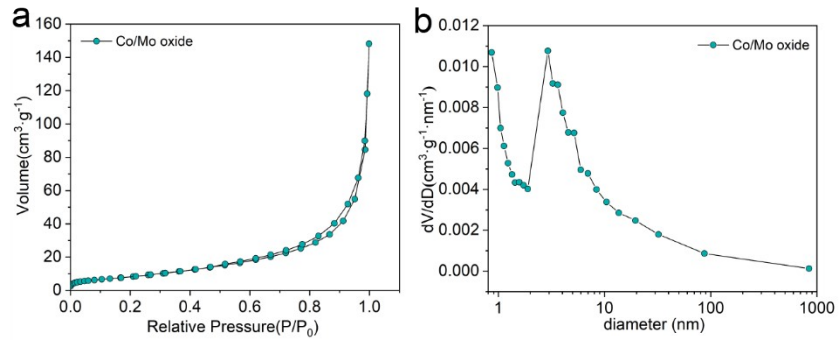 a
Co/Mo oxide
Volume(cm³·g⁻¹)
160
140
120
100
80
60
40
20
0
0.0 0.2 0.4 0.6 0.8 1.0
Relative Pressure(P/P₀)
b
Co/Mo oxide
dV/dD(cm³·g⁻¹·nm⁻¹)
0.012
0.010
0.008
0.006
0.004
0.002
0.000
1 10 100 1000
diameter (nm)